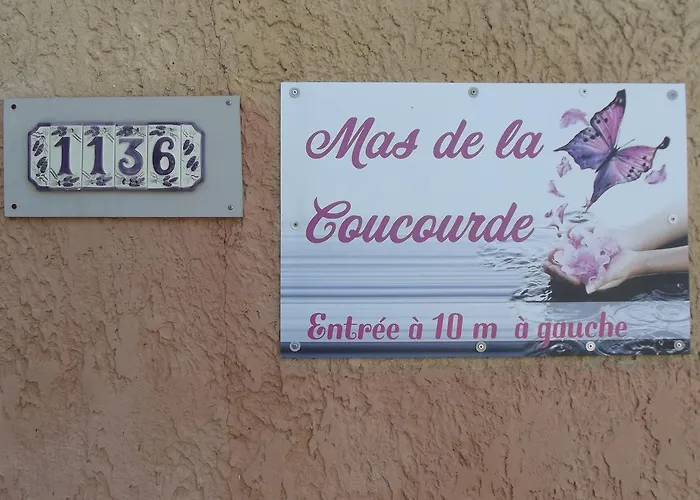 1136
Mas de la
Coucourde
Entrée à 10 m à gauche